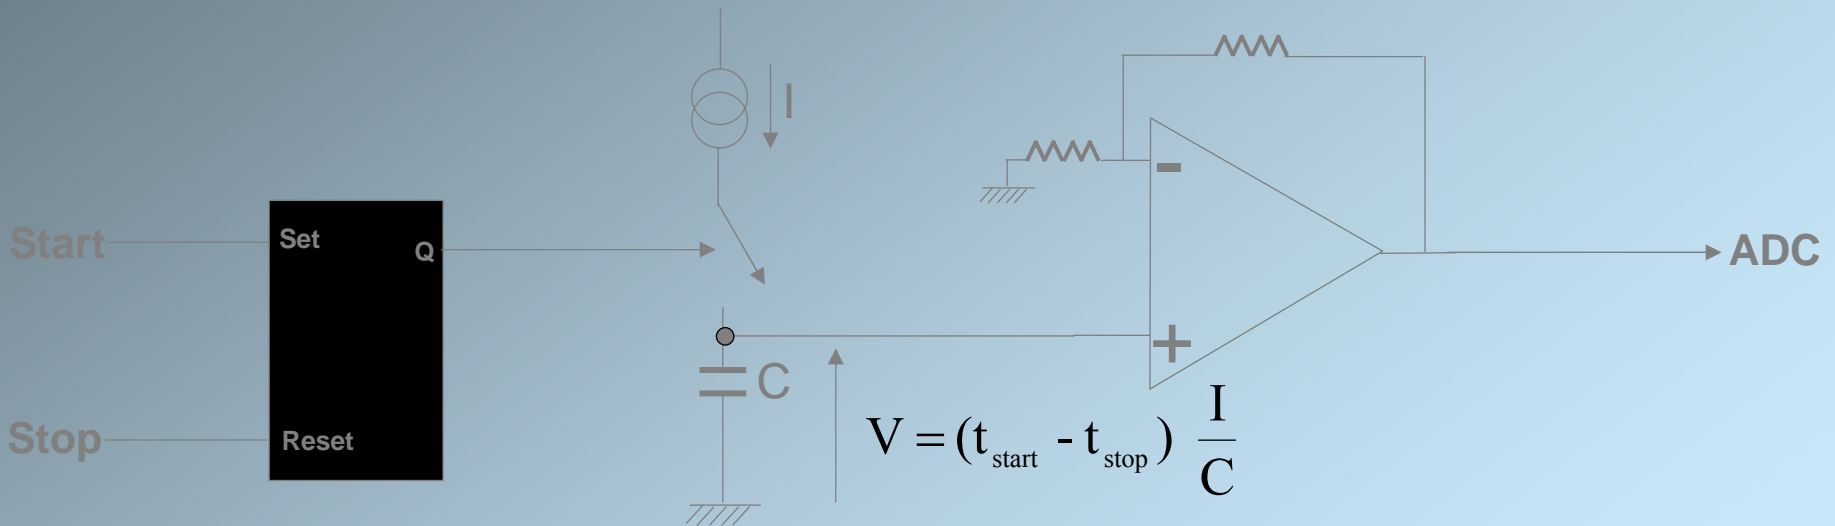 I
Start
Set
Q
-
ADC
+
C
V = (t_start - t_stop) I/C
Stop
Reset